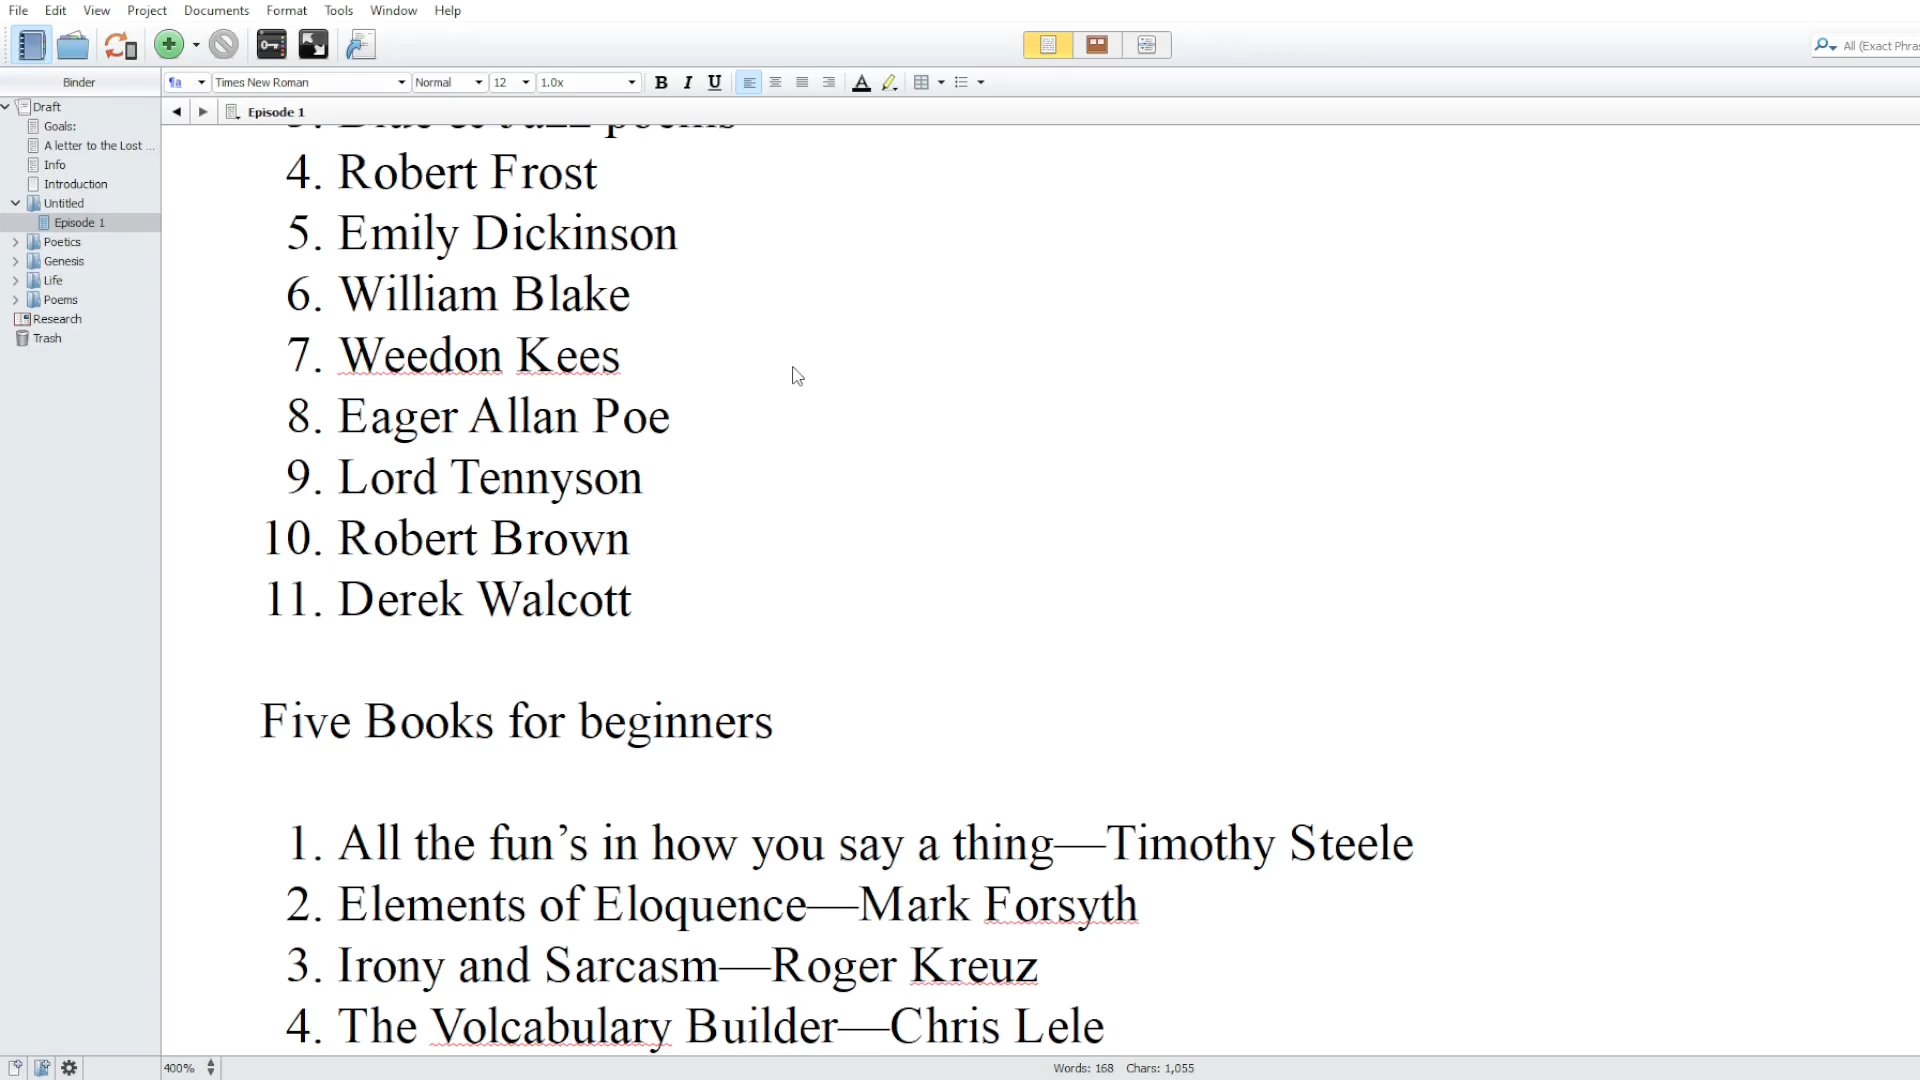 File Edit View Project Documents Format Tools Window Help
All (Exact Phras
Binder Times New Roman Normal 12 1.0x B I U A
Draft
Goals:
A letter to the Lost ...
Info
Introduction
Untitled
Episode 1
Poetics
Genesis
Life
Poems
Research
Trash
Episode 1
4. Robert Frost
5. Emily Dickinson
6. William Blake
7. Weedon Kees
8. Eager Allan Poe
9. Lord Tennyson
10. Robert Brown
11. Derek Walcott
Five Books for beginners
1. All the fun’s in how you say a thing—Timothy Steele
2. Elements of Eloquence—Mark Forsyth
3. Irony and Sarcasm—Roger Kreuz
4. The Volcabulary Builder—Chris Lele
400% Words: 168 Chars: 1,055